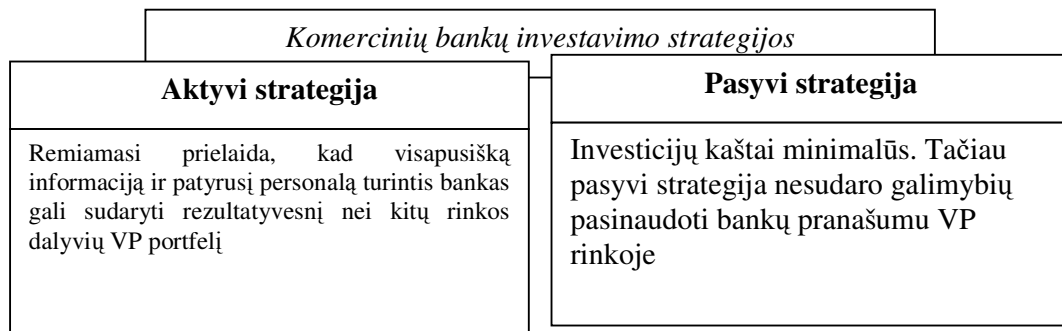 Komercinių bankų investavimo strategijos
Aktyvi strategija
Remiamasi prielaida, kad visapusišką
informaciją ir patyrusį personalą turintis bankas
gali sudaryti rezultatyvesnį nei kitų rinkos
dalyvių VP portfelį
Pasyvi strategija
Investicijų kaštai minimalūs. Tačiau
pasyvi strategija nesudaro galimybių
pasinaudoti bankų pranašumu VP
rinkoje